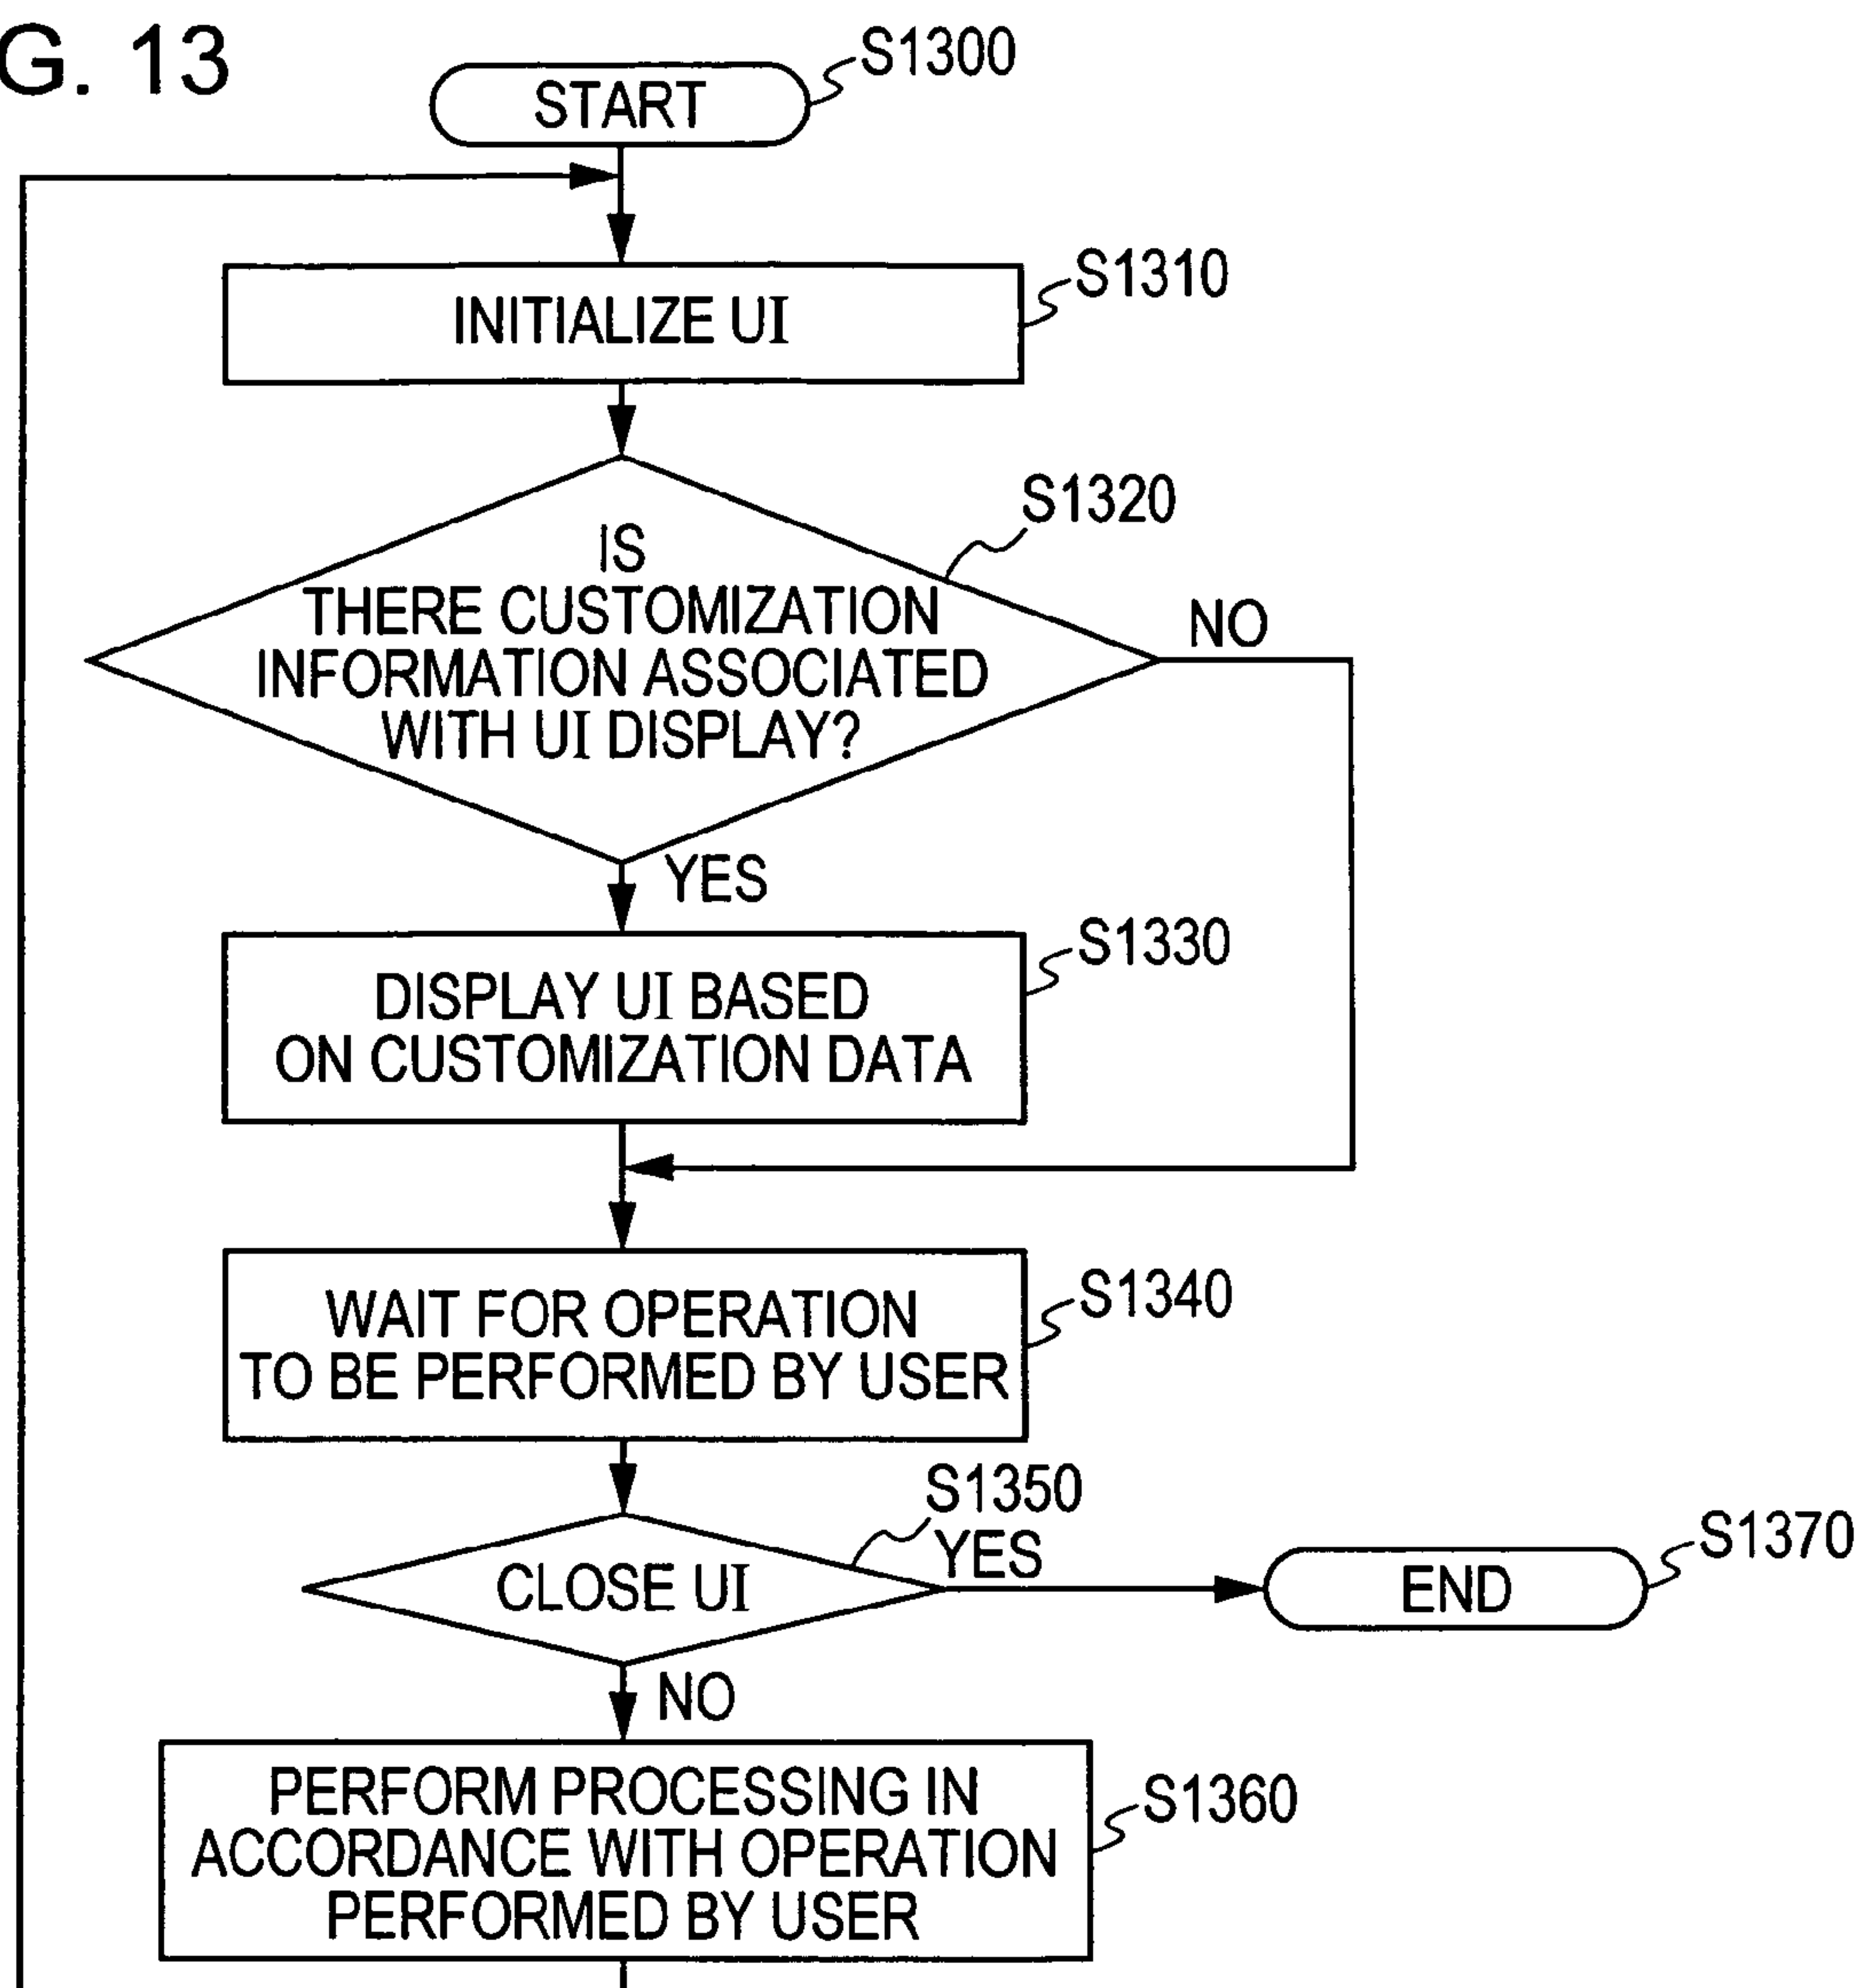 G. 13
START
S1300
INITIALIZE UI
S1310
IS
THERE CUSTOMIZATION
INFORMATION ASSOCIATED
WITH UI DISPLAY?
S1320
NO
YES
DISPLAY UI BASED
ON CUSTOMIZATION DATA
S1330
WAIT FOR OPERATION
TO BE PERFORMED BY USER
S1340
CLOSE UI
S1350
YES
END
S1370
NO
PERFORM PROCESSING IN
ACCORDANCE WITH OPERATION
PERFORMED BY USER
S1360